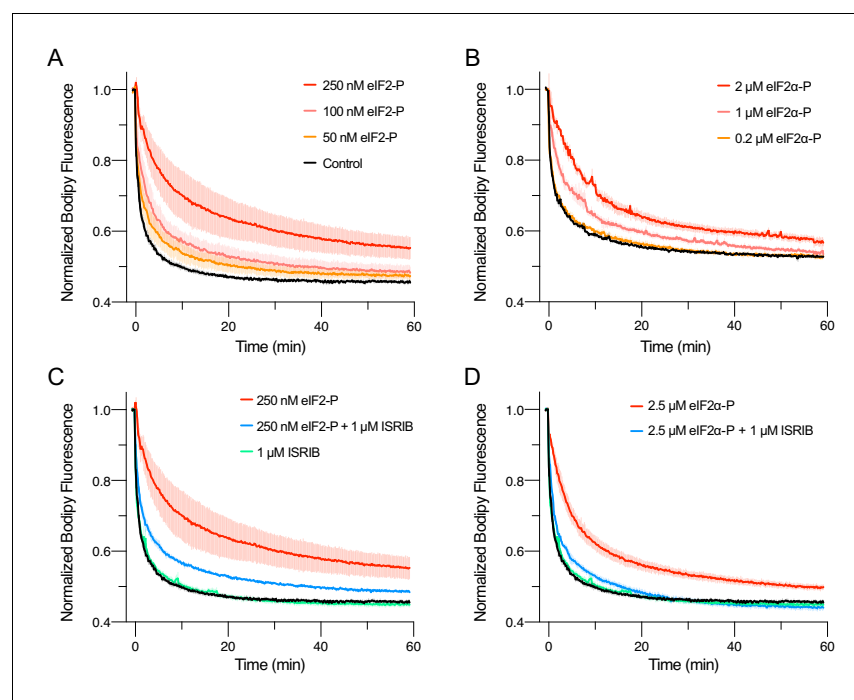 A
250 nM eIF2-P
100 nM eIF2-P
50 nM eIF2-P
Control
Normalized Bodipy Fluorescence
1.0
0.8
0.6
0.4
0
20
40
60
Time (min)
B
2 µM eIF2α-P
1 µM eIF2α-P
0.2 µM eIF2α-P
Normalized Bodipy Fluorescence
1.0
0.8
0.6
0.4
0
20
40
60
Time (min)
C
250 nM eIF2-P
250 nM eIF2-P + 1 µM ISRIB
1 µM ISRIB
Normalized Bodipy Fluorescence
1.0
0.8
0.6
0.4
0
20
40
60
Time (min)
D
2.5 µM eIF2α-P
2.5 µM eIF2α-P + 1 µM ISRIB
Normalized Bodipy Fluorescence
1.0
0.8
0.6
0.4
0
20
40
60
Time (min)